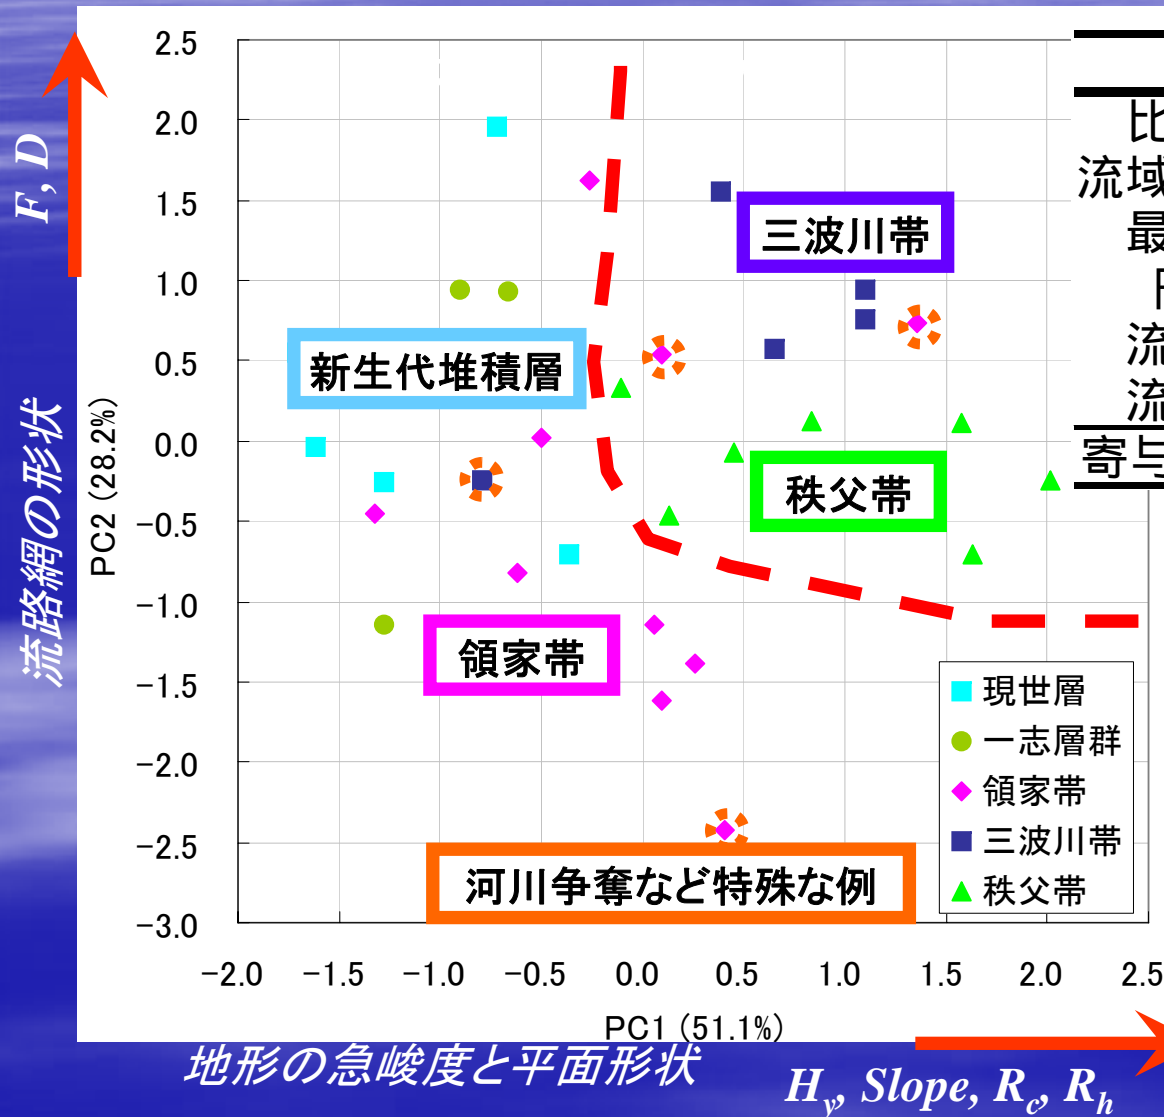 F, D
流路網の形状
PC2 (28.2%)
2.5
2.0
1.5
1.0
0.5
0.0
−0.5
−1.0
−1.5
−2.0
−2.5
−3.0
三波川帯
新生代堆積層
秩父帯
領家帯
河川争奪など特殊な例
現世層
一志層群
領家帯
三波川帯
秩父帯
比
流域
最
流
流
寄与
−2.0 −1.5 −1.0 −0.5 0.0 0.5 1.0 1.5 2.0 2.5
PC1 (51.1%)
地形の急峻度と平面形状
Hy, Slope, Rc, Rh